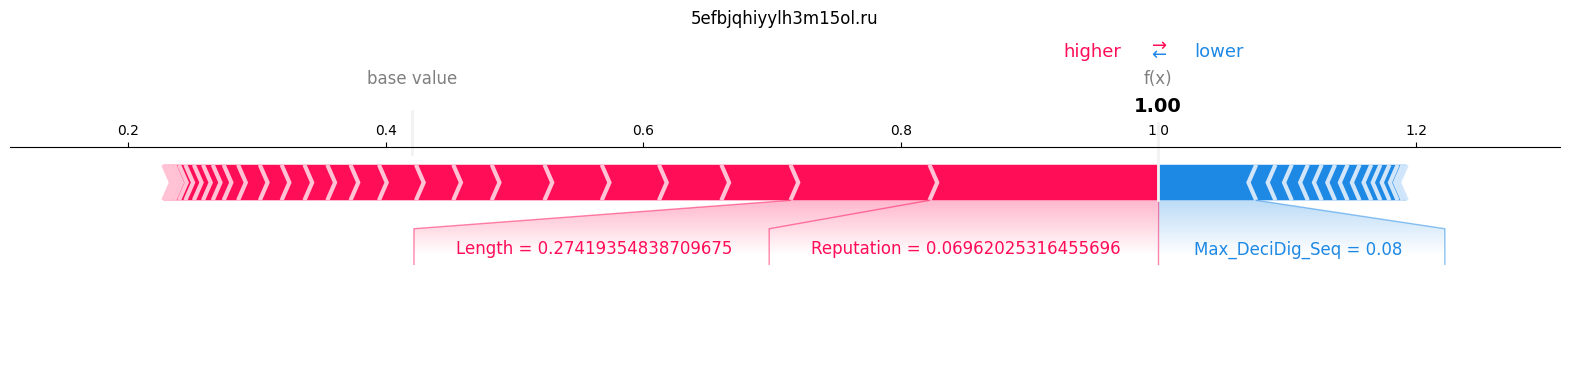 5efbjqhiyylh3m15ol.ru
higher ⇄ lower
base value f(x)
1.00
0.2 0.4 0.6 0.8 1.0 1.2
Length = 0.27419354838709675 Reputation = 0.06962025316455696 Max_DeciDig_Seq = 0.08